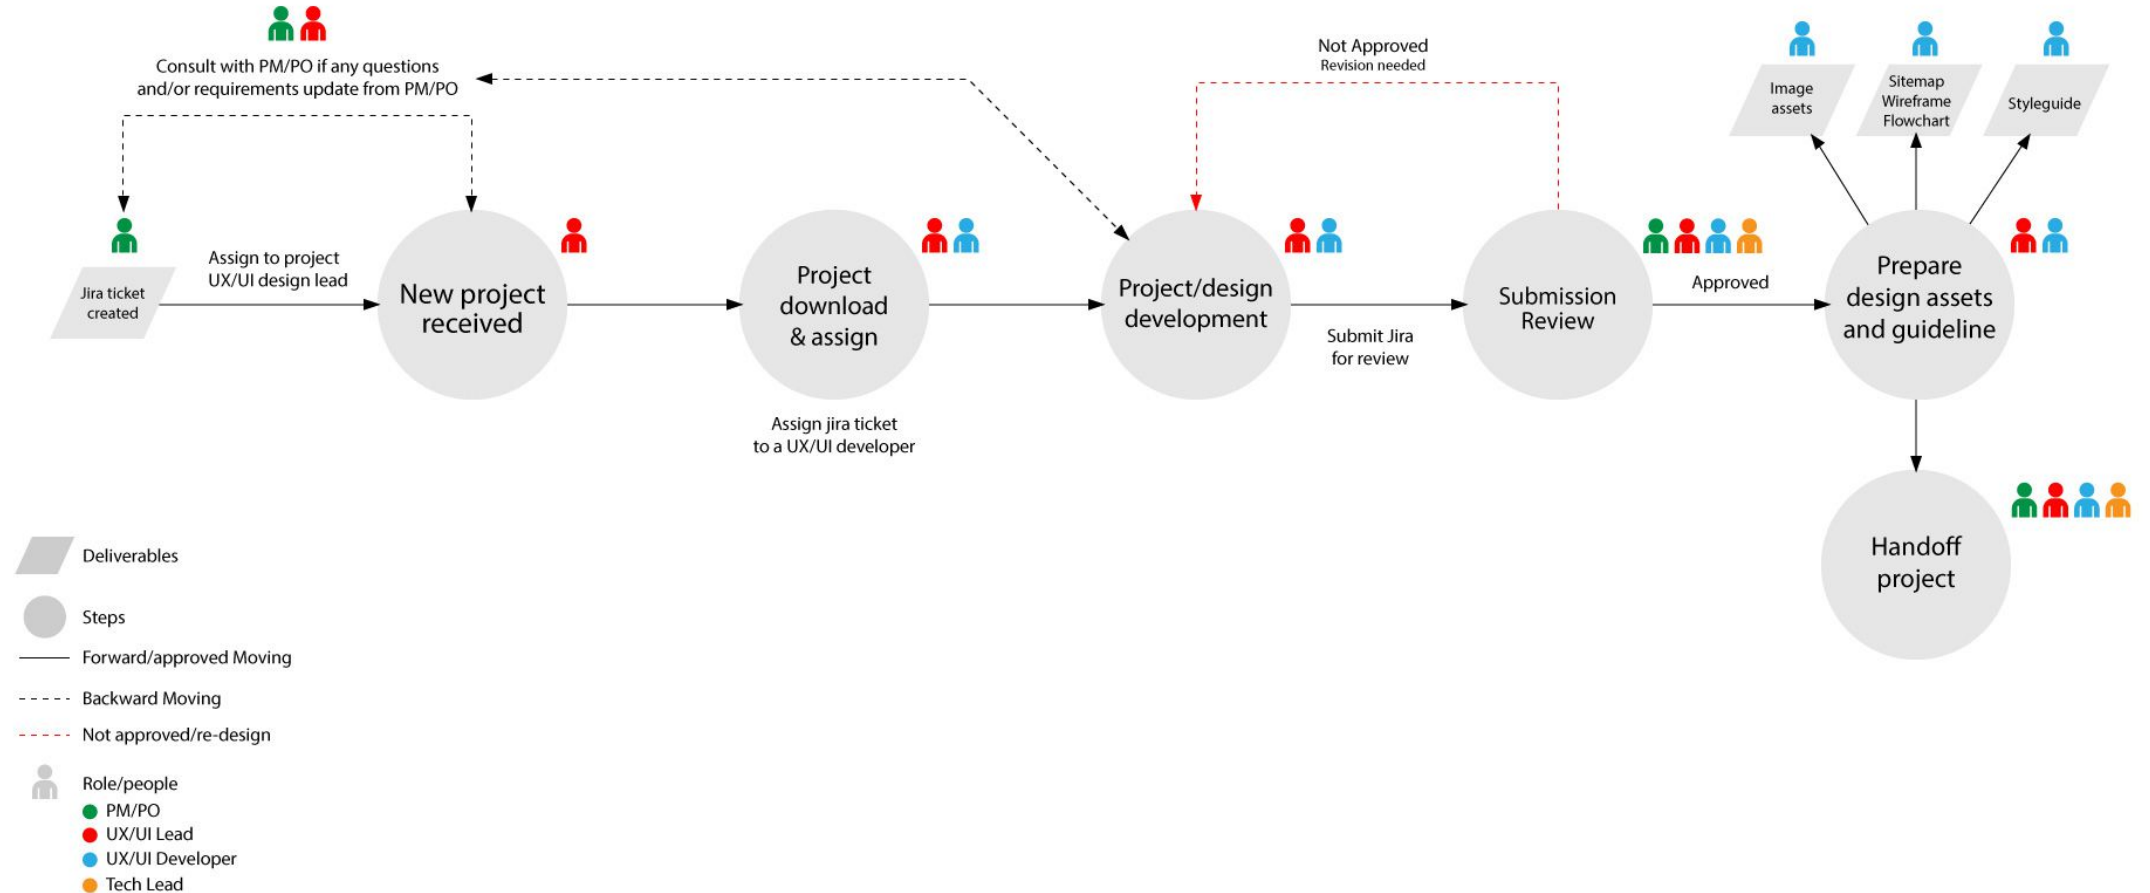 Consult with PM/PO if any questions
and/or requirements update from PM/PO
Not Approved
Revision needed
Image
assets
Sitemap
Wireframe
Flowchart
Styleguide
Jira ticket
created
Assign to project
UX/UI design lead
New project
received
Project
download
& assign
Assign jira ticket
to a UX/UI developer
Project/design
development
Submit Jira
for review
Submission
Review
Approved
Prepare
design assets
and guideline
Handoff
project
Deliverables
Steps
Forward/approved Moving
Backward Moving
Not approved/re-design
Role/people
PM/PO
UX/UI Lead
UX/UI Developer
Tech Lead